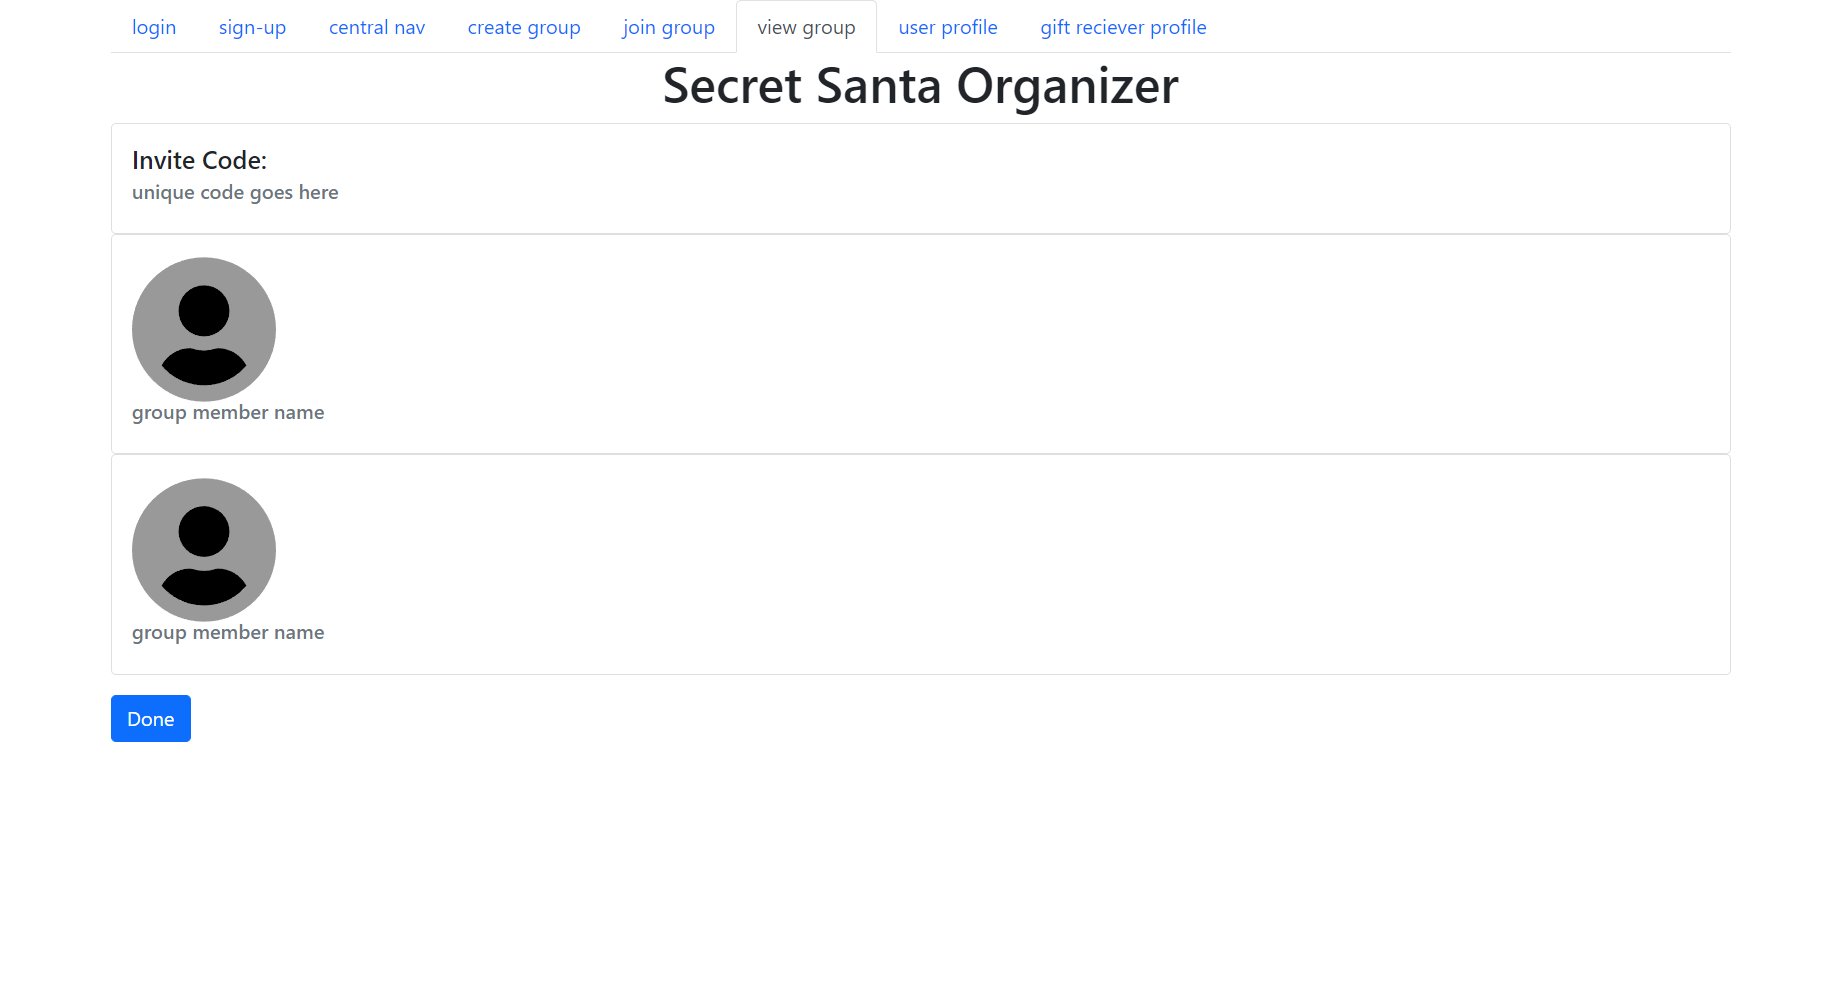 login sign-up central nav create group join group view group user profile gift reciever profile
Secret Santa Organizer
Invite Code:
unique code goes here
group member name
group member name
Done